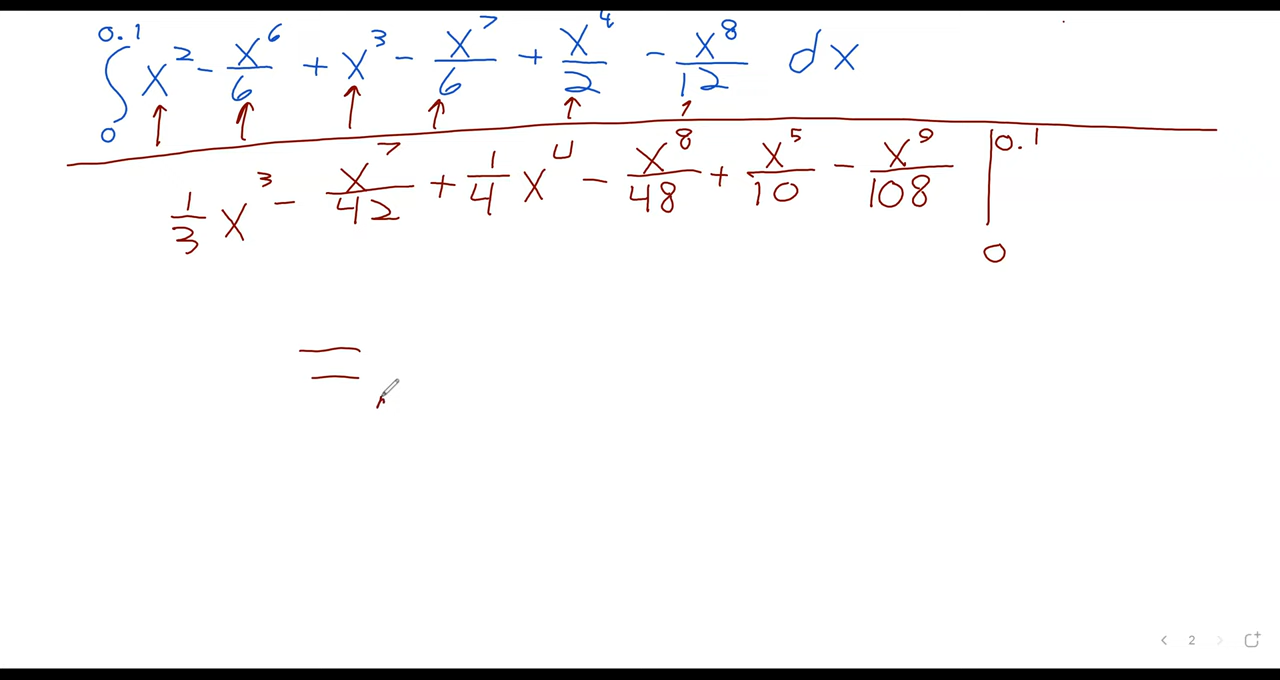 ∫₀^0.1 x² - x⁶/6 + x³ - x⁷/6 + x⁴/2 - x⁸/12 dx
1/3 x³ - x⁷/42 + 1/4 x⁴ - x⁸/48 + x⁵/10 - x⁹/108 |₀^0.1
=
2